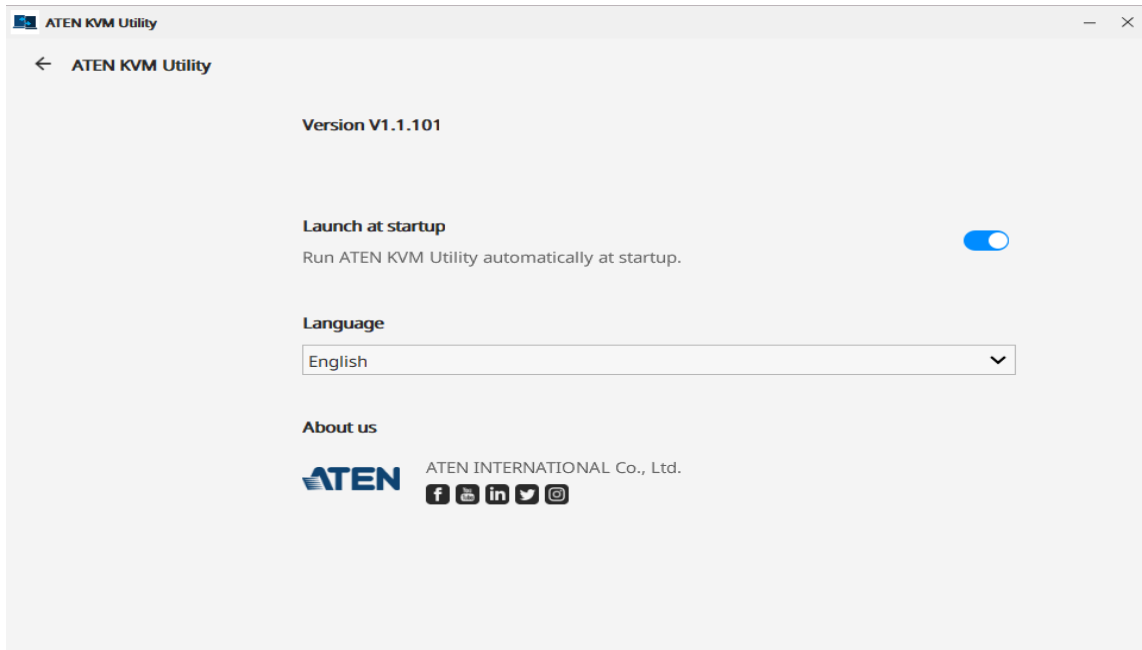 ATEN KVM Utility
ATEN KVM Utility
Version V1.1.101
Launch at startup
Run ATEN KVM Utility automatically at startup.
Language
English
About us
ATEN
ATEN INTERNATIONAL Co., Ltd.